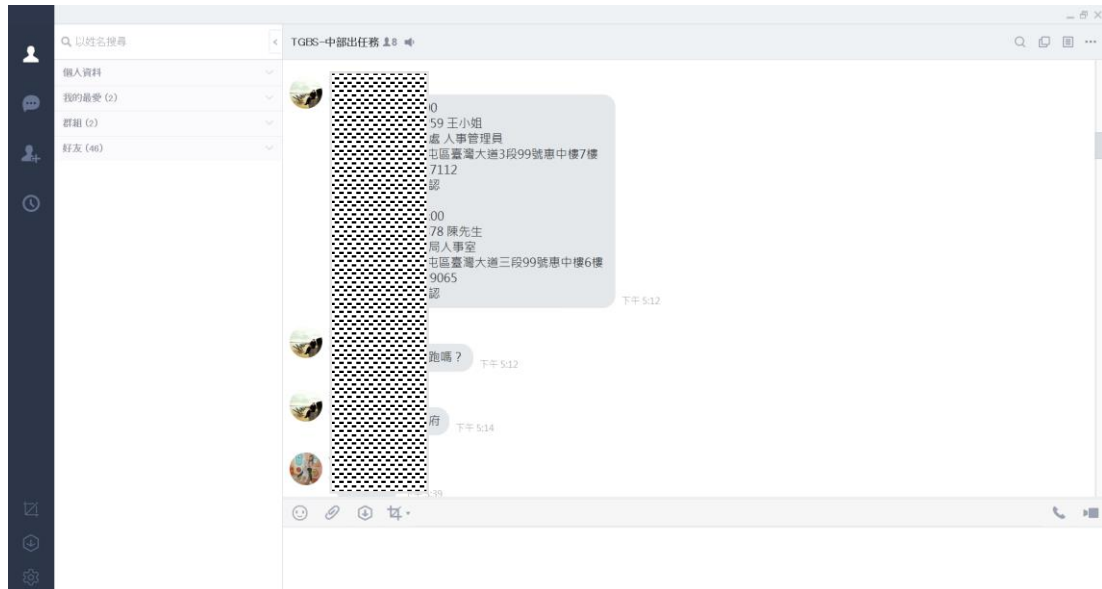 以姓名搜尋
個人資料
我的最愛 (2)
群組 (2)
好友 (46)
TGBS-中部出任務 8
00
59 王小姐
處 人事管理員
屯區臺灣大道3段99號惠中樓7樓
7112
認
:00
78 陳先生
局人事室
屯區臺灣大道三段99號惠中樓6樓
9065
認
下午 5:12
跑嗎？
下午 5:12
府
下午 5:14